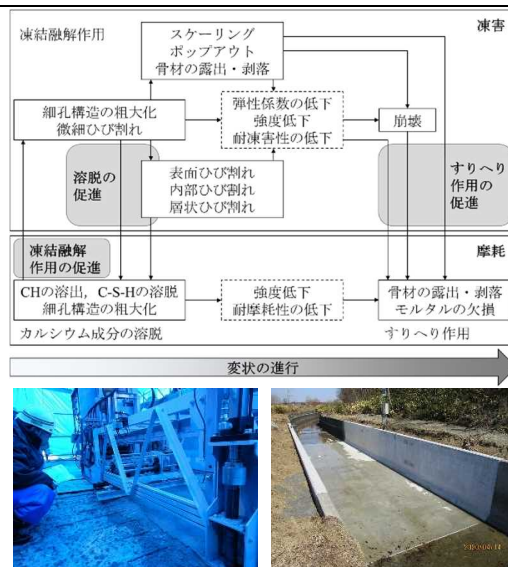 凍結融解作用
凍害
スケーリング
ポップアウト
骨材の露出・剥落
細孔構造の粗大化
微細ひび割れ
弾性係数の低下
強度低下
耐凍害性の低下
崩壊
溶脱の
促進
表面ひび割れ
内部ひび割れ
層状ひび割れ
すりへり
作用の
促進
凍結融解
作用の促進
摩耗
CHの溶出, C-S-Hの溶脱
細孔構造の粗大化
強度低下
耐摩耗性の低下
骨材の露出・剥落
モルタルの欠損
カルシウム成分の溶脱
すりへり作用
変状の進行